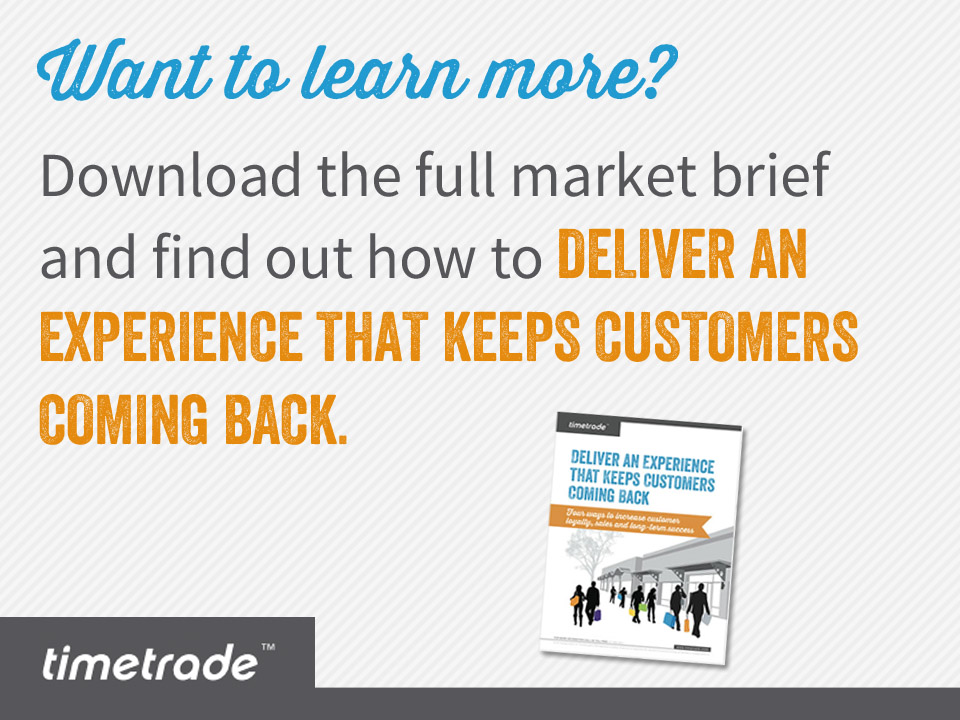 Want to learn more?
Download the full market brief
and find out how to DELIVER AN
EXPERIENCE THAT KEEPS CUSTOMERS
COMING BACK.
timetrade™
DELIVER AN EXPERIENCE
THAT KEEPS CUSTOMERS
COMING BACK
Four ways to increase customer
loyalty, sales and long-term success
timetrade™